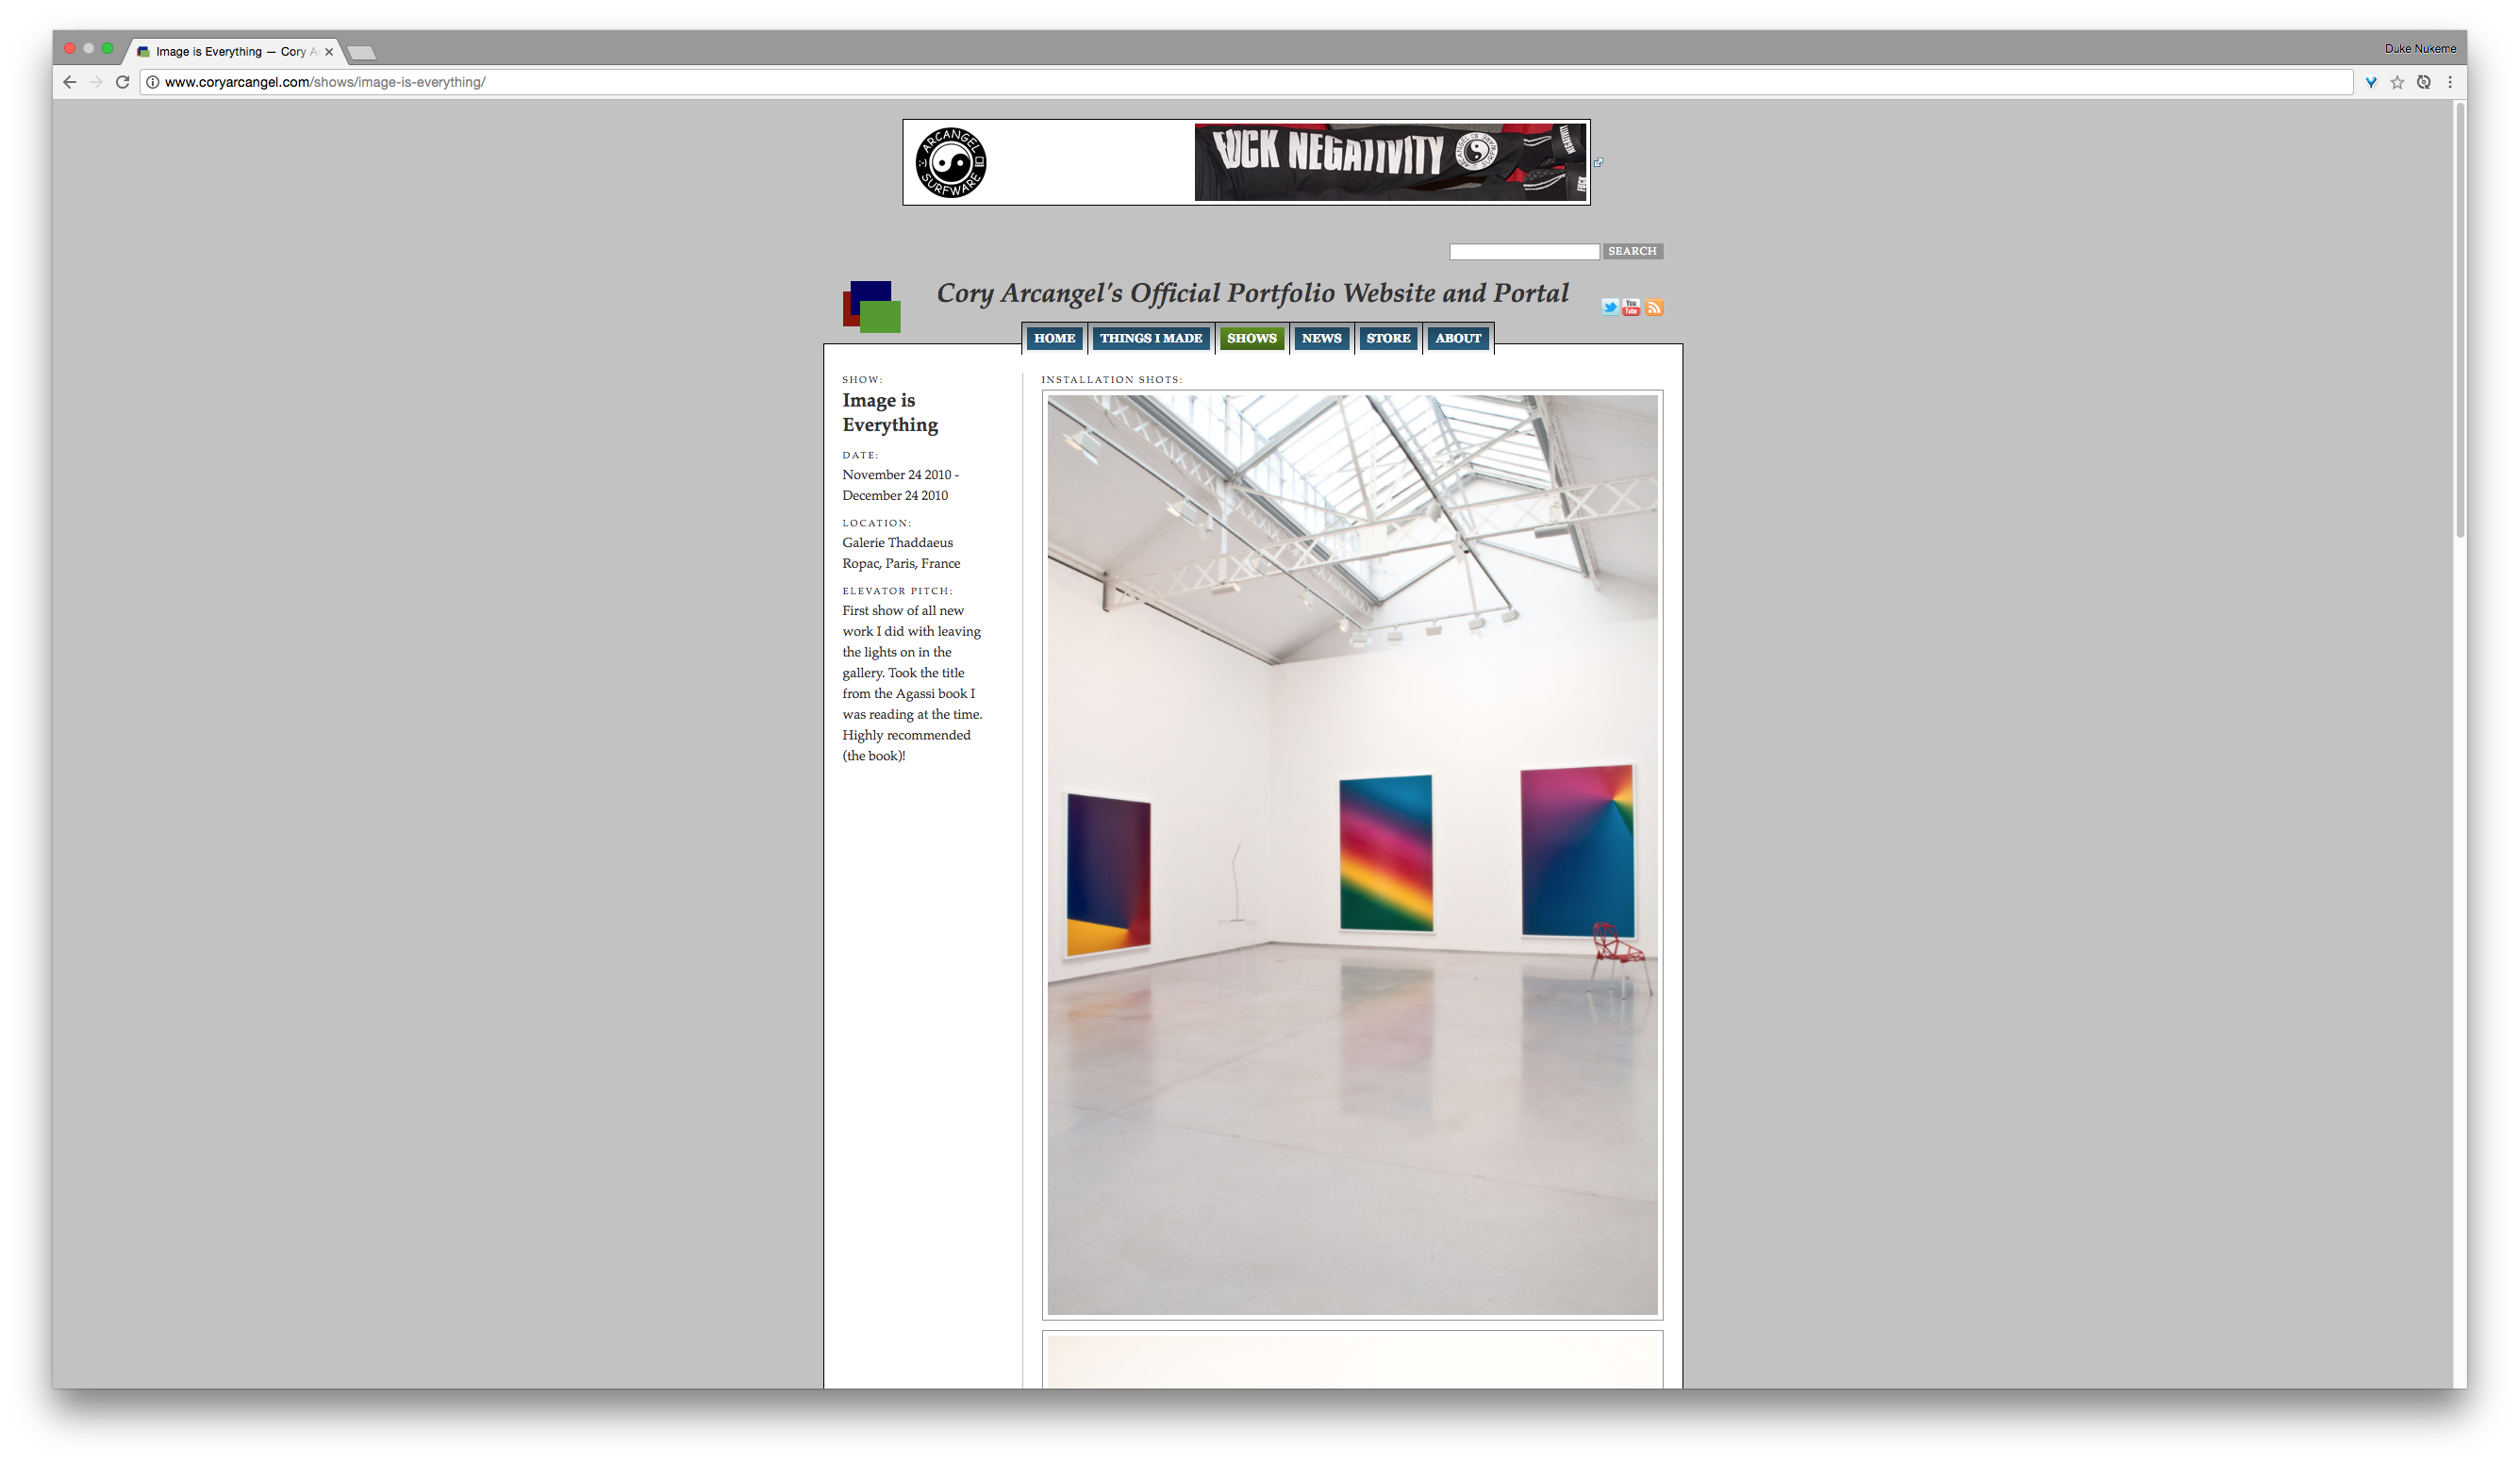 Image is Everything — Cory A
Duke Nukeme
www.coryarcangel.com/shows/image-is-everything/
ARCANGEL
SURFWARE
FUCK NEGATIVITY
SEARCH
Cory Arcangel's Official Portfolio Website and Portal
You
Tube
HOME
THINGS I MADE
SHOWS
NEWS
STORE
ABOUT
SHOW:
Image is
Everything
DATE:
November 24 2010 -
December 24 2010
LOCATION:
Galerie Thaddaeus
Ropac, Paris, France
ELEVATOR PITCH:
First show of all new
work I did with leaving
the lights on in the
gallery. Took the title
from the Agassi book I
was reading at the time.
Highly recommended
(the book)!
INSTALLATION SHOTS: